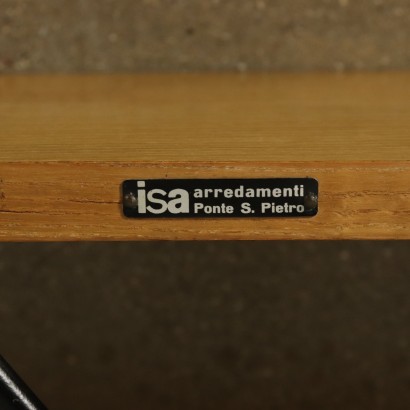 isa arredamenti
Ponte S. Pietro